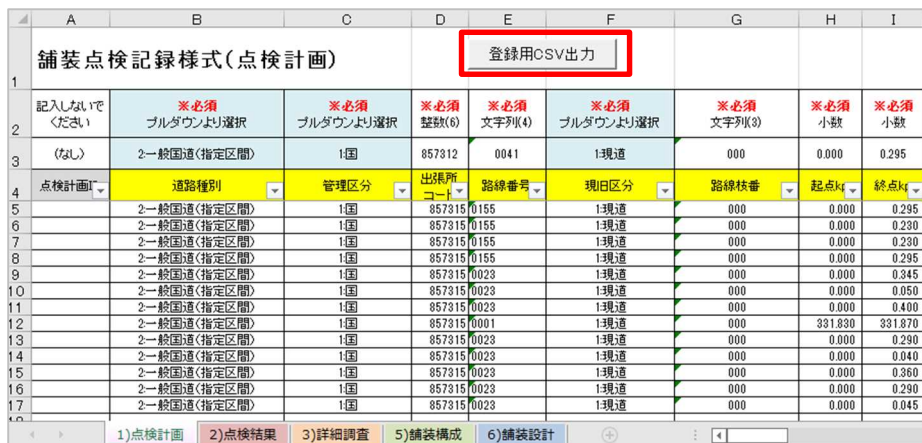 A B C D E F G H I
1 舗装点検記録様式(点検計画) 登録用CSV出力
2 記入しないでください ※必須 プルダウンより選択 ※必須 プルダウンより選択 ※必須 整数(6) ※必須 文字列(4) ※必須 プルダウンより選択 ※必須 文字列(3) ※必須 小数 ※必須 小数
3 (なし) 2:一般国道(指定区間) 1:国 857312 0041 1:現道 000 0.000 0.295
4 点検計画I 道路種別 管理区分 出張所コード 路線番号 現旧区分 路線枝番 起点kp 終点kp
5 2:一般国道(指定区間) 1:国 857315 0155 1:現道 000 0.000 0.295
6 2:一般国道(指定区間) 1:国 857315 0155 1:現道 000 0.000 0.230
7 2:一般国道(指定区間) 1:国 857315 0155 1:現道 000 0.000 0.230
8 2:一般国道(指定区間) 1:国 857315 0155 1:現道 000 0.000 0.295
9 2:一般国道(指定区間) 1:国 857315 0023 1:現道 000 0.000 0.345
10 2:一般国道(指定区間) 1:国 857315 0023 1:現道 000 0.000 0.050
11 2:一般国道(指定区間) 1:国 857315 0023 1:現道 000 0.000 0.400
12 2:一般国道(指定区間) 1:国 857315 0001 1:現道 000 331.830 331.870
13 2:一般国道(指定区間) 1:国 857315 0023 1:現道 000 0.000 0.290
14 2:一般国道(指定区間) 1:国 857315 0023 1:現道 000 0.000 0.040
15 2:一般国道(指定区間) 1:国 857315 0023 1:現道 000 0.000 0.360
16 2:一般国道(指定区間) 1:国 857315 0023 1:現道 000 0.000 0.290
17 2:一般国道(指定区間) 1:国 857315 0023 1:現道 000 0.000 0.045
1)点検計画 2)点検結果 3)詳細調査 5)舗装構成 6)舗装設計